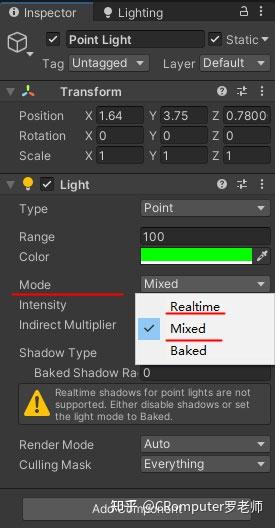 Inspector Lighting
Point Light Static
Tag Untagged Layer Default
Transform
Position X 1.64 Y 3.75 Z 0.7800
Rotation X 0 Y 0 Z 0
Scale X 1 Y 1 Z 1
Light
Type Point
Range 100
Color
Mode Mixed
Intensity Realtime
Indirect Multiplier Mixed
Shadow Type Baked
Baked Shadow Ra 0
Realtime shadows for point lights are
not supported. Either disable shadows or set
the light mode to Baked.
Render Mode Auto
Culling Mask Everything
Add Component
知乎 @CRomputer罗老师